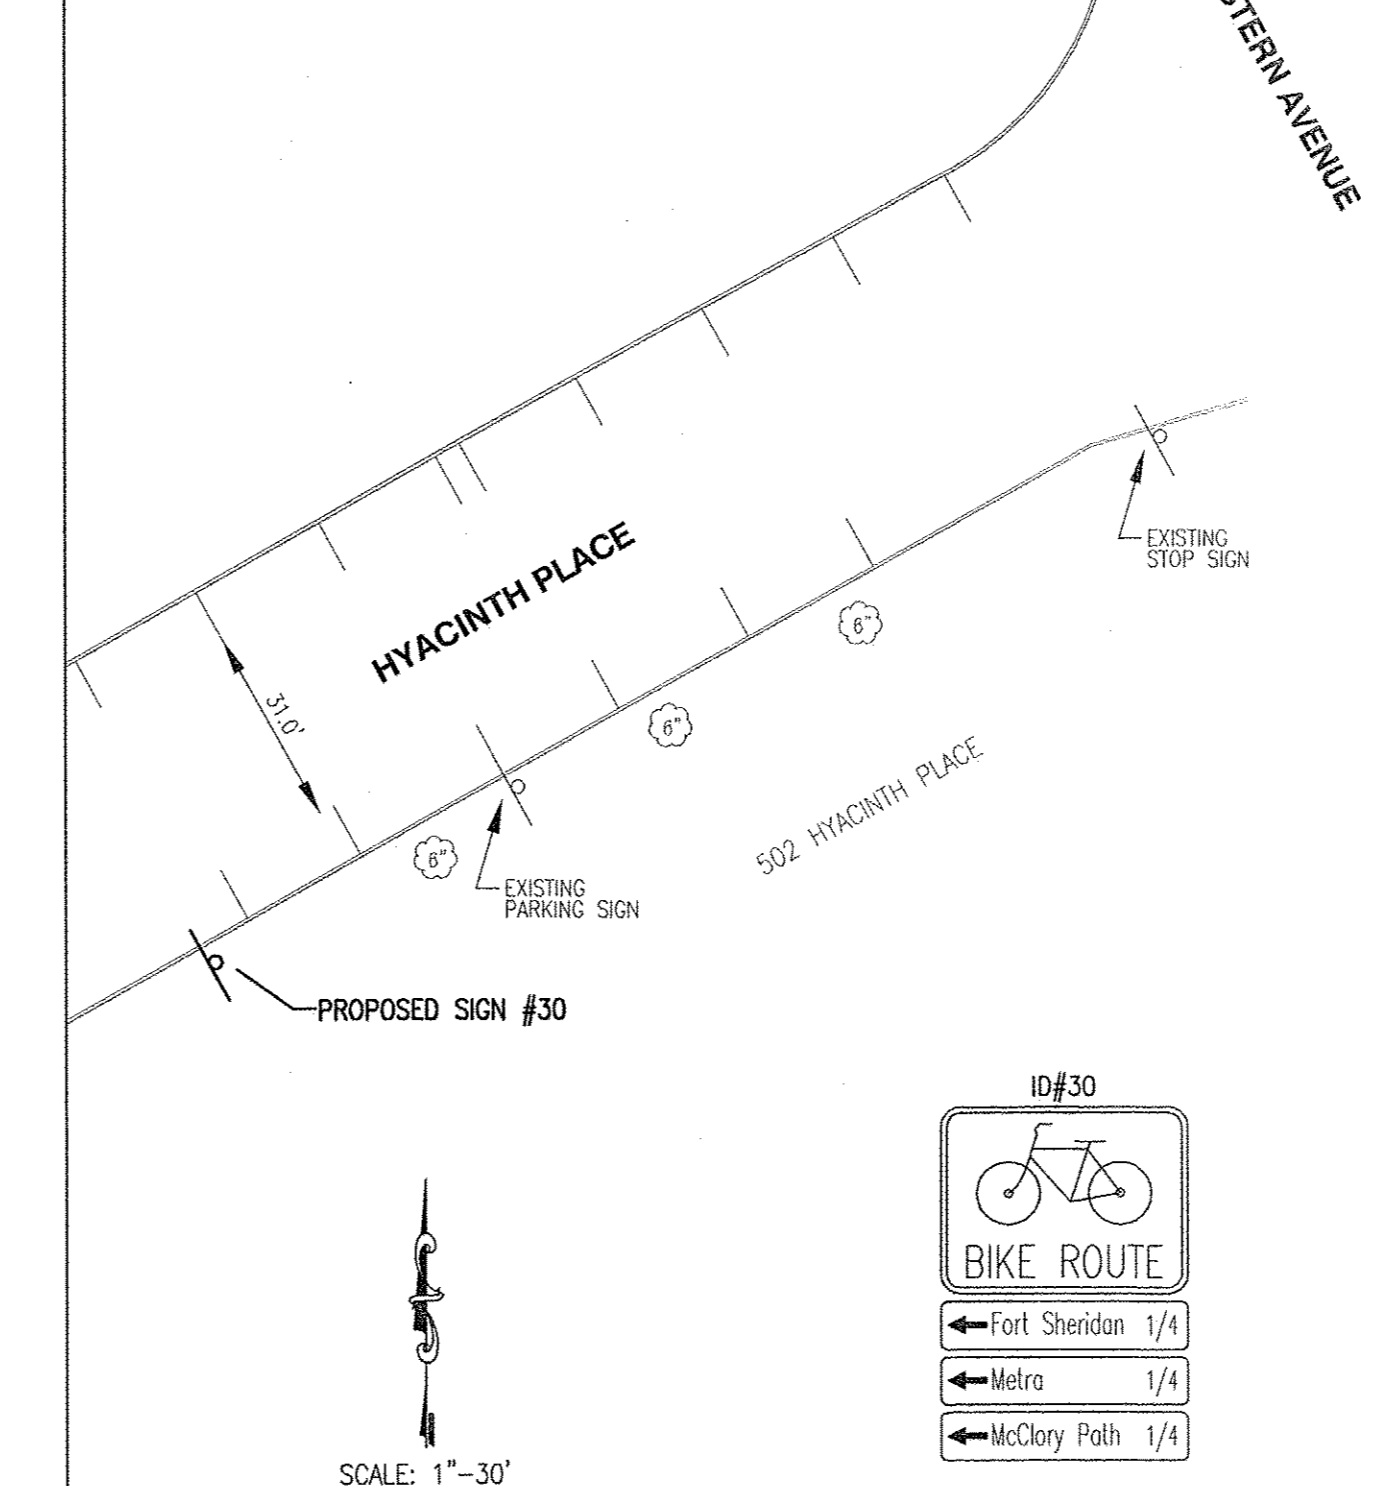 STERN AVENUE
EXISTING
STOP SIGN
HYACINTH PLACE
31.0'
6"
6"
6"
502 HYACINTH PLACE
EXISTING
PARKING SIGN
PROPOSED SIGN #30
ID#30
BIKE ROUTE
Fort Sheridan 1/4
Metra 1/4
McClory Path 1/4
SCALE: 1"-30'